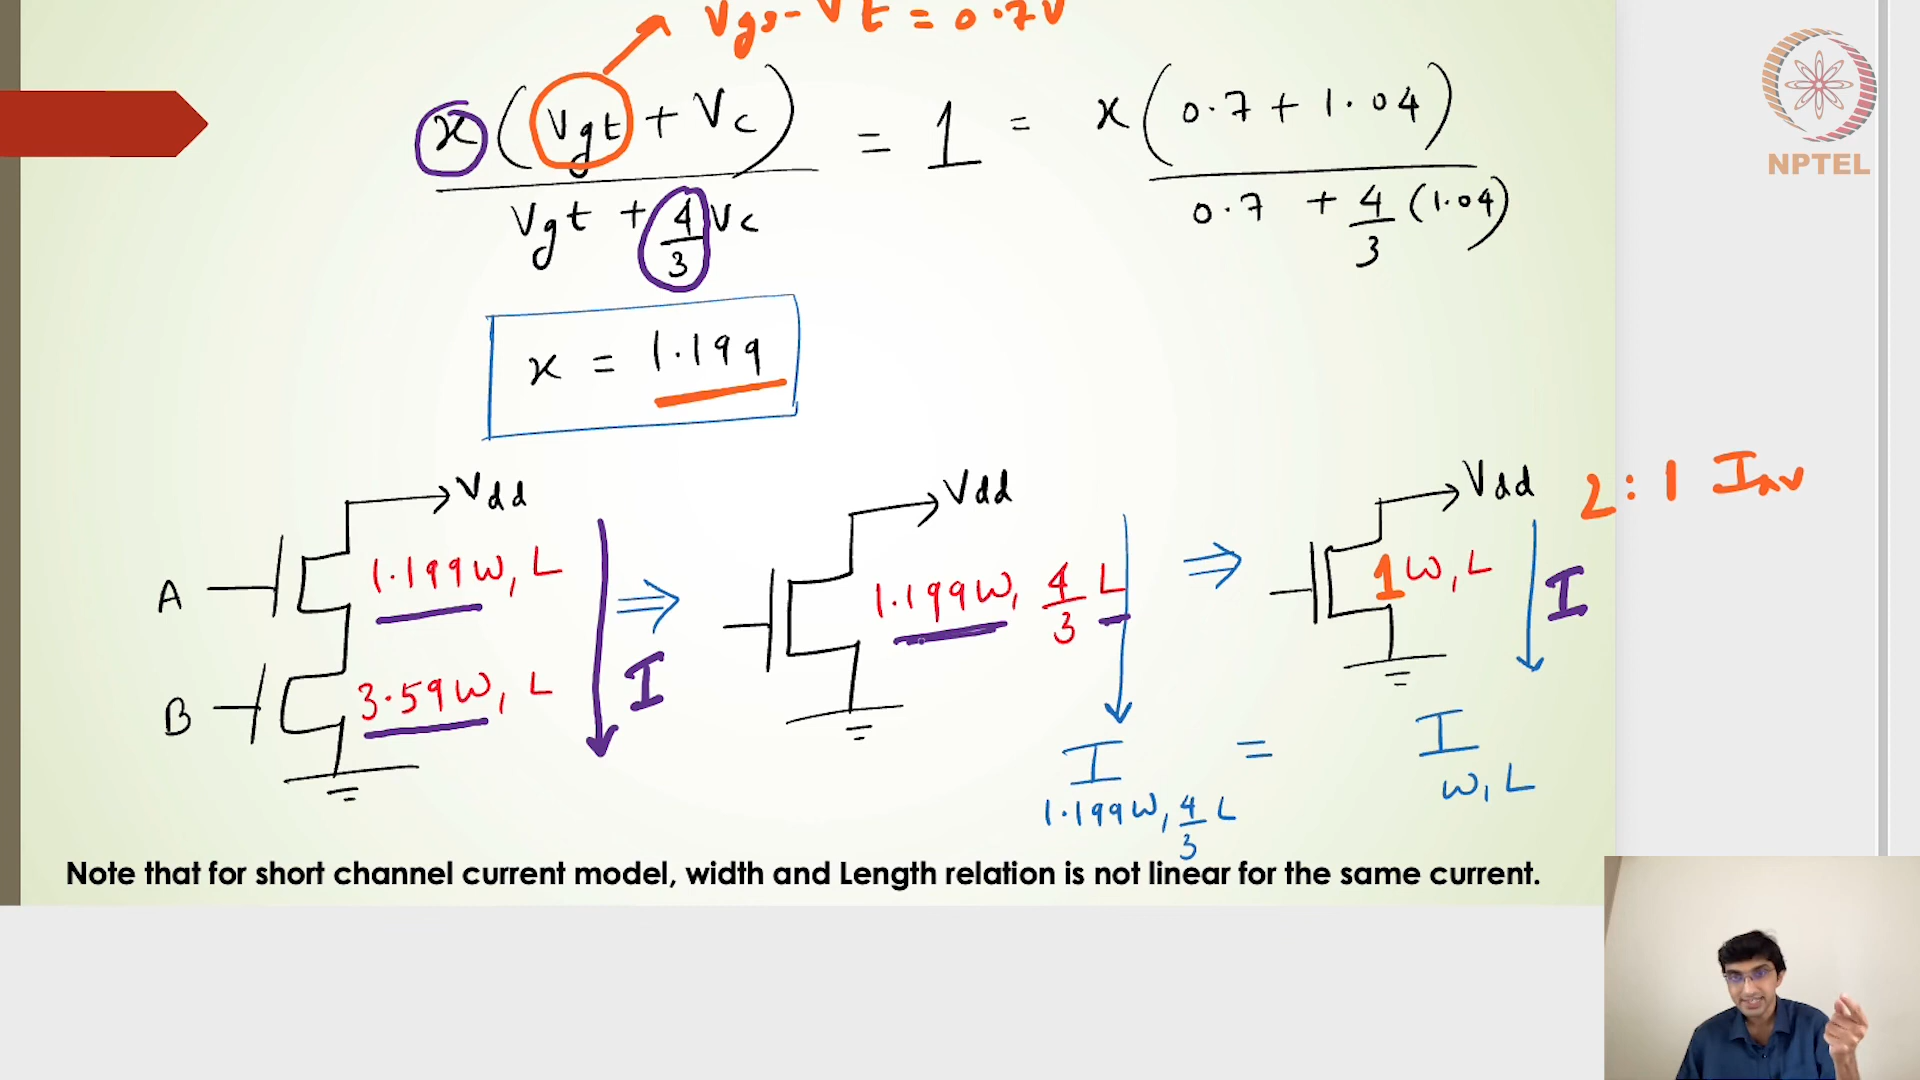 Vgs - Vt = 0.7V
x (Vgt + Vc) / (Vgt + 4/3 Vc) = 1 = x (0.7 + 1.04) / (0.7 + 4/3 (1.04))
NPTEL
x = 1.199
Vdd
Vdd
Vdd
2:1 Inv
A
1.199W, L
1.199W, 4/3 L
1W, L
I
B
3.59W, L
I
I 1.199W, 4/3 L = I W, L
Note that for short channel current model, width and Length relation is not linear for the same current.